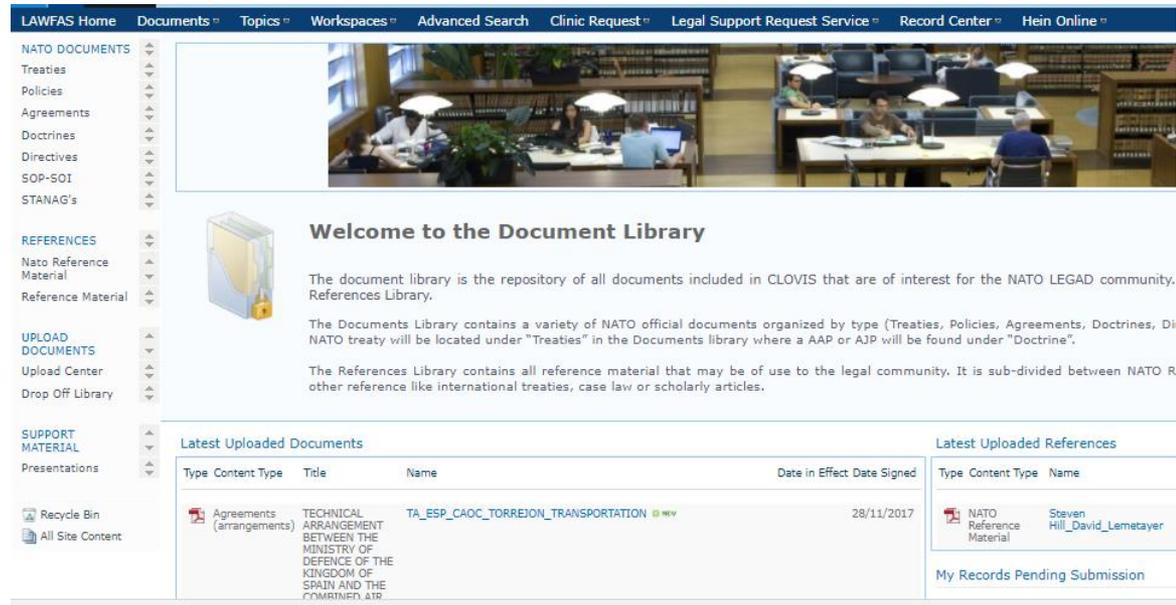 LAWFAS Home Documents Topics Workspaces Advanced Search Clinic Request Legal Support Request Service Record Center Hein Online
NATO DOCUMENTS
Treaties
Policies
Agreements
Doctrines
Directives
SOP-SOI
STANAG's
REFERENCES
Nato Reference
Material
Reference Material
UPLOAD
DOCUMENTS
Upload Center
Drop Off Library
SUPPORT
MATERIAL
Presentations
Recycle Bin
All Site Content
Welcome to the Document Library
The document library is the repository of all documents included in CLOVIS that are of interest for the NATO LEGAD community.
References Library.
The Documents Library contains a variety of NATO official documents organized by type (Treaties, Policies, Agreements, Doctrines, Di
NATO treaty will be located under "Treaties" in the Documents library where a AAP or AJP will be found under "Doctrine".
The References Library contains all reference material that may be of use to the legal community. It is sub-divided between NATO R
other reference like international treaties, case law or scholarly articles.
Latest Uploaded Documents
Type Content Type Title Name Date in Effect Date Signed
Agreements
(arrangements)
TECHNICAL
ARRANGEMENT
BETWEEN THE
MINISTRY OF
DEFENCE OF THE
KINGDOM OF
SPAIN AND THE
COMBINED AIR
TA_ESP_CAOC_TORREJON_TRANSPORTATION NEW
28/11/2017
Latest Uploaded References
Type Content Type Name
NATO
Reference
Material
Steven
Hill_David_Lemetayer
My Records Pending Submission